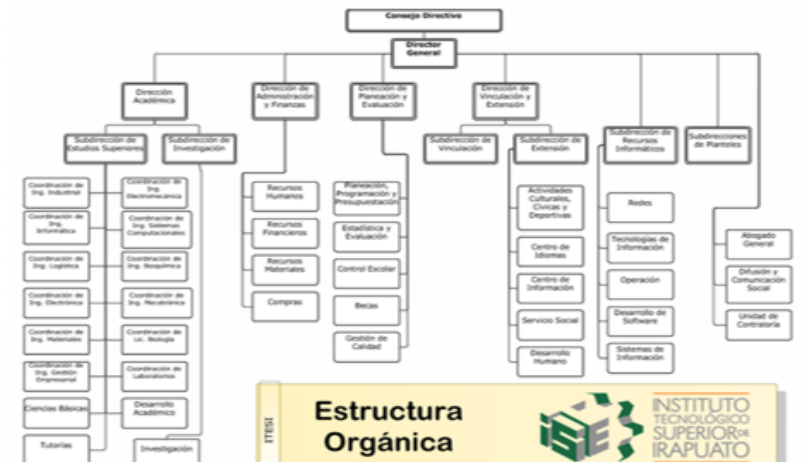 Consejo Directivo
Director
General
Dirección
Académica
Dirección de
Administración
y Finanzas
Dirección de
Planeación y
Evaluación
Dirección de
Vinculación y
Extensión
Subdirección de
Estudios Superiores
Subdirección de
Investigación
Subdirección de
Vinculación
Subdirección de
Extensión
Subdirección de
Recursos
Informáticos
Subdirecciones
de Planteles
Coordinación de
Ing. Industrial
Coordinación de
Ing.
Electromecánica
Coordinación de
Ing.
Informática
Coordinación de
Ing. Sistemas
Computacionales
Coordinación de
Ing. Logística
Coordinación de
Ing. Bioquímica
Coordinación de
Ing. Electrónica
Coordinación de
Ing. Mecatrónica
Coordinación de
Ing. Materiales
Coordinación de
Lic. Biología
Coordinación de
Ing. Gestión
Empresarial
Coordinación de
Laboratorios
Ciencias Básicas
Desarrollo
Académico
Tutorías
Investigación
Recursos
Humanos
Recursos
Financieros
Recursos
Materiales
Compras
Planeación,
Programación y
Presupuestación
Estadística y
Evaluación
Control Escolar
Becas
Gestión de
Calidad
Actividades
Culturales,
Cívicas y
Deportivas
Centro de
Idiomas
Centro de
Información
Servicio Social
Desarrollo
Humano
Redes
Tecnologías de
Información
Operación
Desarrollo de
Software
Sistemas de
Información
Abogado
General
Difusión y
Comunicación
Social
Unidad de
Contraloría
ITESI
Estructura
Orgánica
INSTITUTO
TECNOLÓGICO
SUPERIOR DE
IRAPUATO